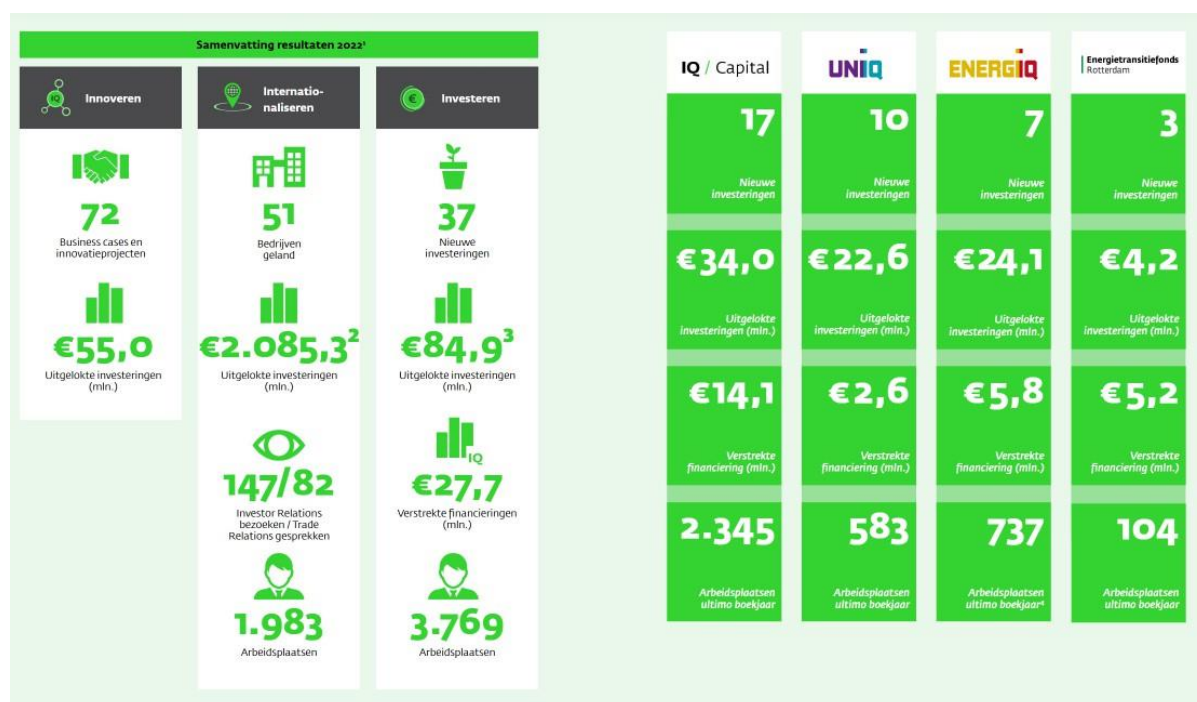 Samenvatting resultaten 2022¹
IQ
Innoveren
72
Business cases en
innovatieprojecten
€55,0
Uitgelokte investeringen
(mln.)
Internatio-
naliseren
51
Bedrijven
geland
€2.085,3²
Uitgelokte investeringen
(mln.)
147/82
Investor Relations
bezoeken / Trade
Relations gesprekken
1.983
Arbeidsplaatsen
€
Investeren
37
Nieuwe
investeringen
€84,9³
Uitgelokte investeringen
(mln.)
IQ
€27,7
Verstrekte financieringen
(mln.)
3.769
Arbeidsplaatsen
IQ / Capital
17
Nieuwe
investeringen
€34,0
Uitgelokte
investeringen (mln.)
€14,1
Verstrekte
financiering (mln.)
2.345
Arbeidsplaatsen
ultimo boekjaar
UNIQ
10
Nieuwe
investeringen
€22,6
Uitgelokte
investeringen (mln.)
€2,6
Verstrekte
financiering (mln.)
583
Arbeidsplaatsen
ultimo boekjaar
ENERGIQ
7
Nieuwe
investeringen
€24,1
Uitgelokte
investeringen (mln.)
€5,8
Verstrekte
financiering (mln.)
737
Arbeidsplaatsen
ultimo boekjaar⁴
Energietransitiefonds
Rotterdam
3
Nieuwe
investeringen
€4,2
Uitgelokte
investeringen (mln.)
€5,2
Verstrekte
financiering (mln.)
104
Arbeidsplaatsen
ultimo boekjaar